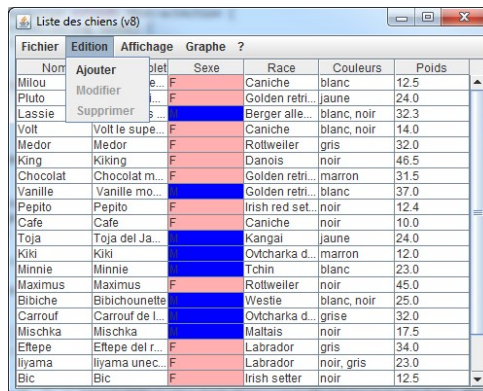 Liste des chiens (v8)
Fichier Edition Affichage Graphe ?
Nom Sexe Race Couleurs Poids
Ajouter
Modifier
Supprimer
Milou F Caniche blanc 12.5
Pluto F Golden retri... jaune 24.0
Lassie M Berger alle... blanc, noir 32.3
Volt Volt le supe... F Caniche blanc, noir 14.0
Medor Medor F Rottweiler gris 32.0
King Kiking F Danois noir 46.5
Chocolat Chocolat m... F Golden retri... marron 31.5
Vanille Vanille mo... M Golden retri... blanc 37.0
Pepito Pepito F Irish red set... noir 12.4
Cafe Cafe F Caniche noir 10.0
Toja Toja del Ja... M Kangai jaune 24.0
Kiki Kiki M Ovtcharka d... marron 12.0
Minnie Minnie M Tchin blanc 23.0
Maximus Maximus F Rottweiler noir 45.0
Bibiche Bibichounette M Westie blanc, noir 25.0
Carrouf Carrouf de l... M Ovtcharka d... grise 32.0
Mischka Mischka M Maltais noir 17.5
Eftepe Eftepe del r... F Labrador gris 34.0
Iiyama Iiyama unec... F Labrador noir, gris 23.0
Bic Bic F Irish setter noir 12.5